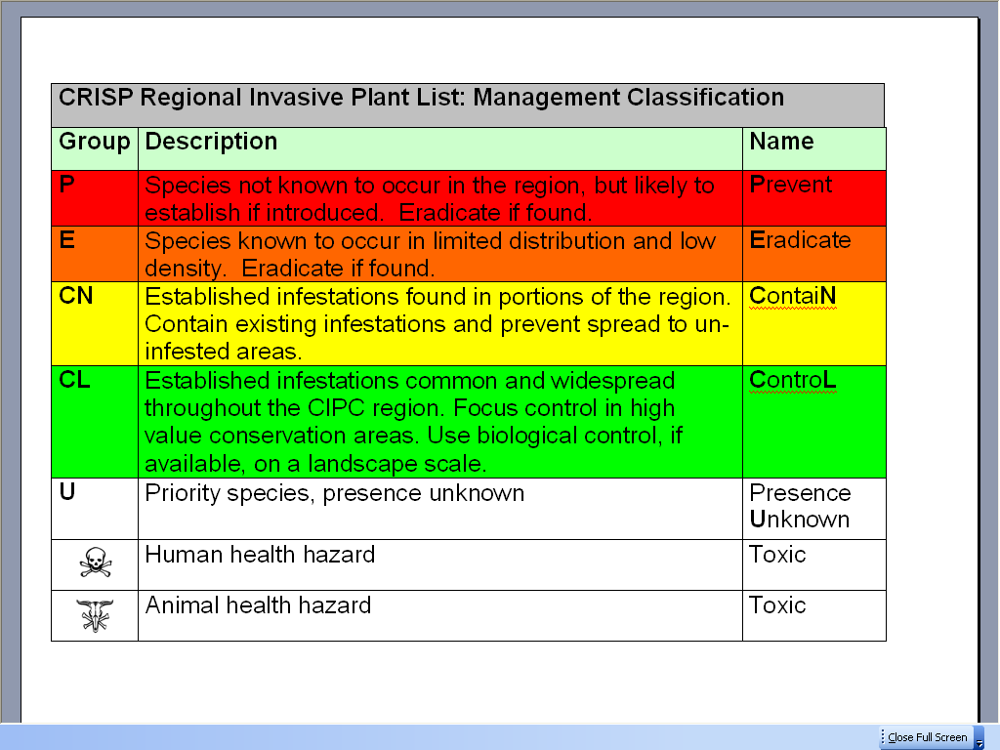 CRISP Regional Invasive Plant List: Management Classification
Group Description Name
P Species not known to occur in the region, but likely to Prevent
establish if introduced.  Eradicate if found.
E Species known to occur in limited distribution and low Eradicate
density.  Eradicate if found.
CN Established infestations found in portions of the region. ContaiN
Contain existing infestations and prevent spread to un-
infested areas.
CL Established infestations common and widespread ControL
throughout the CIPC region. Focus control in high
value conservation areas. Use biological control, if
available, on a landscape scale.
U Priority species, presence unknown Presence
Unknown
Human health hazard Toxic
Animal health hazard Toxic
Close Full Screen